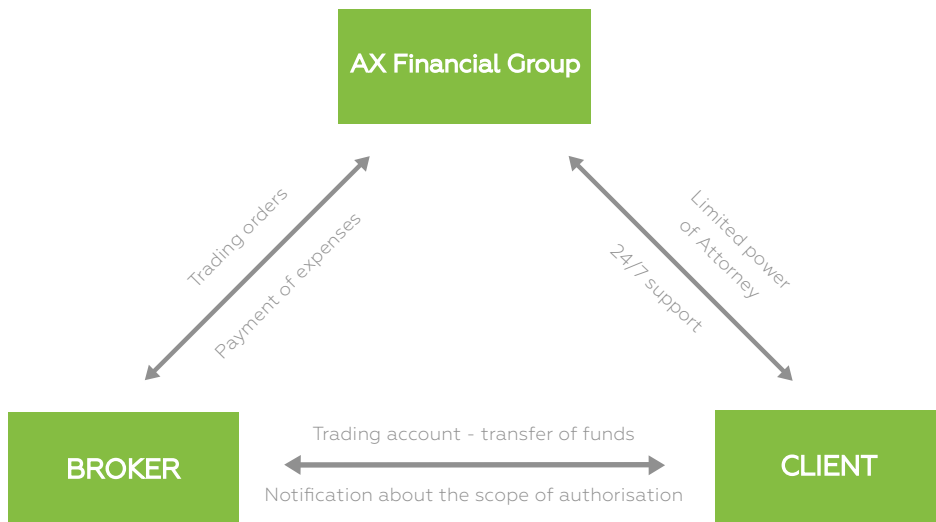 AX Financial Group
Trading orders
Payment of expenses
Limited power
of Attorney
24/7 support
BROKER
Trading account - transfer of funds
Notification about the scope of authorisation
CLIENT